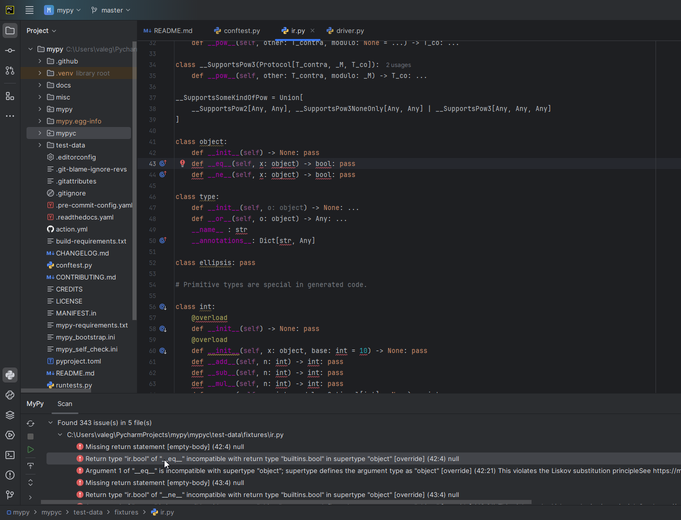 M mypy master
README.md conftest.py ir.py driver.py
Project
mypy C:\Users\valeg\Pycharm
.github
.venv library root
docs
misc
mypy
mypy.egg-info
mypyc
test-data
.editorconfig
.git-blame-ignore-revs
.gitattributes
.gitignore
.pre-commit-config.yaml
.readthedocs.yaml
action.yml
build-requirements.txt
CHANGELOG.md
conftest.py
CONTRIBUTING.md
CREDITS
LICENSE
MANIFEST.in
mypy-requirements.txt
mypy_bootstrap.ini
mypy_self_check.ini
pyproject.toml
README.md
runtests.py
32 def __pow__(self, other: T_contra, modulo: None = ...) -> T_co: ...
33
34 class __SupportsPow3(Protocol[T_contra, _M, T_co]): 2 usages
35 def __pow__(self, other: T_contra, modulo: _M) -> T_co: ...
36
37 __SupportsSomeKindOfPow = Union[
38 __SupportsPow2[Any, Any], __SupportsPow3NoneOnly[Any, Any] | __SupportsPow3[Any, Any, Any]
39 ]
40
41 class object:
42 def __init__(self) -> None: pass
43 def __eq__(self, x: object) -> bool: pass
44 def __ne__(self, x: object) -> bool: pass
45
46 class type:
47 def __init__(self, o: object) -> None: ...
48 def __or__(self, o: object) -> Any: ...
49 __name__ : str
50 __annotations__: Dict[str, Any]
51
52 class ellipsis: pass
53
54 # Primitive types are special in generated code.
55
56 class int:
57 @overload
58 def __init__(self) -> None: pass
59 @overload
60 def __init__(self, x: object, base: int = 10) -> None: pass
61 def __add__(self, n: int) -> int: pass
62 def __sub__(self, n: int) -> int: pass
63 def __mul__(self, n: int) -> int: pass
MyPy Scan
Found 343 issue(s) in 5 file(s)
C:\Users\valeg\PycharmProjects\mypy\mypyc\test-data\fixtures\ir.py
Missing return statement [empty-body] (42:4) null
Return type "ir.bool" of "__eq__" incompatible with return type "builtins.bool" in supertype "object" [override] (42:4) null
Argument 1 of "__eq__" is incompatible with supertype "object"; supertype defines the argument type as "object" [override] (42:21) This violates the Liskov substitution principleSee https://m
Missing return statement [empty-body] (43:4) null
Return type "ir.bool" of "__ne__" incompatible with return type "builtins.bool" in supertype "object" [override] (43:4) null
mypy > mypyc > test-data > fixtures > ir.py